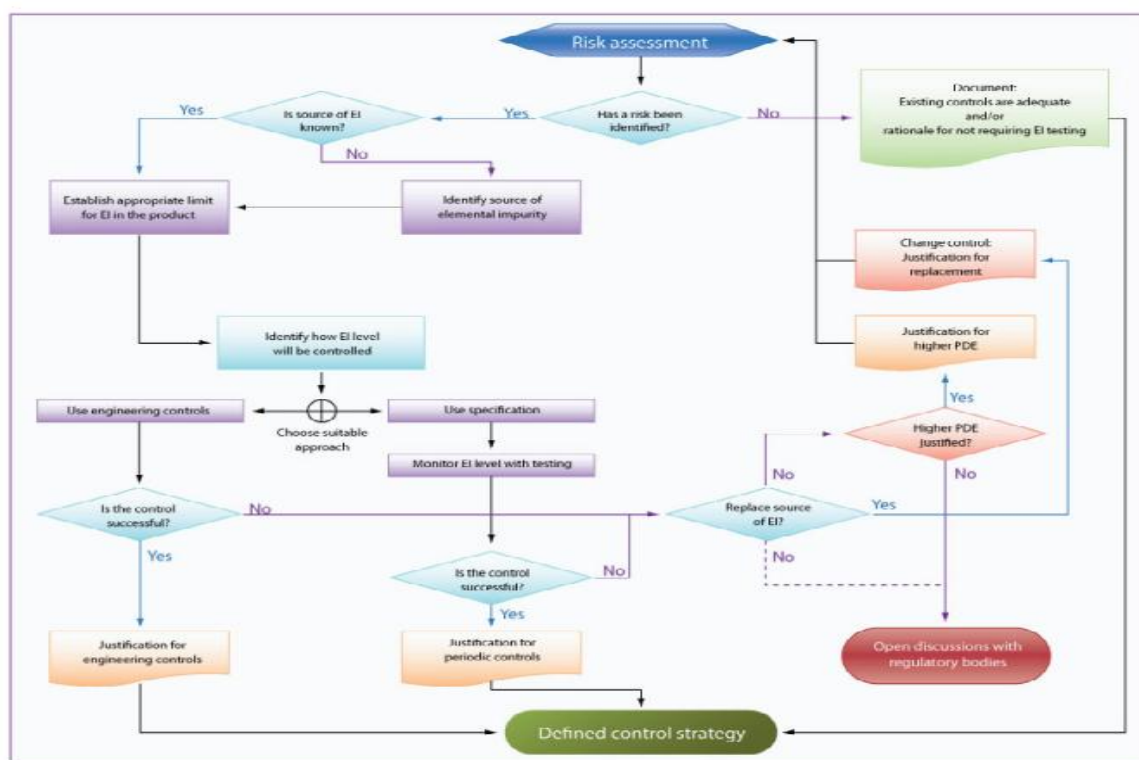 Risk assessment
Document:
Existing controls are adequate
and/or
rationale for not requiring EI testing
Yes
Is source of EI
known?
Yes
Has a risk been
identified?
No
No
Establish appropriate limit
for EI in the product
Identify source of
elemental impurity
Change control:
Justification for
replacement
Identify how EI level
will be controlled
Justification for
higher PDE
Yes
Use engineering controls
Choose suitable
approach
Use specification
Higher PDE
justified?
Monitor EI level with testing
No
No
Is the control
successful?
No
Replace source
of EI?
Yes
Yes
No
Is the control
successful?
No
Yes
Justification for
engineering controls
Justification for
periodic controls
Open discussions with
regulatory bodies
Defined control strategy